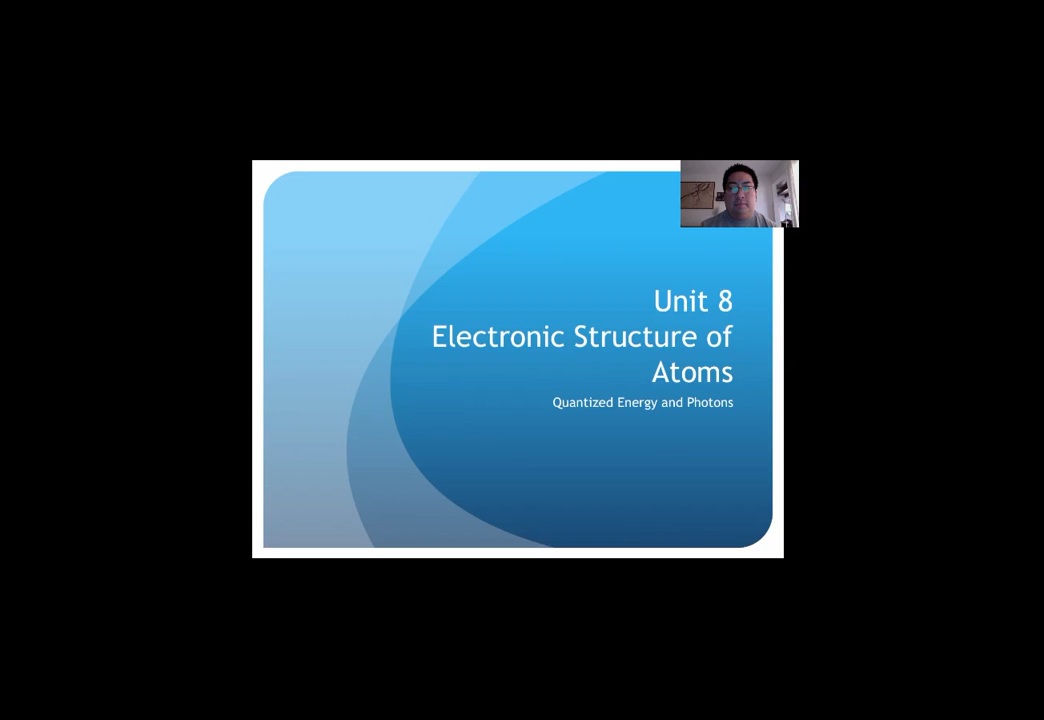 Unit 8
Electronic Structure of
Atoms
Quantized Energy and Photons